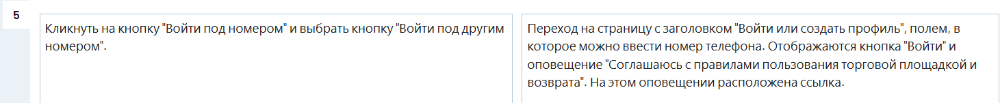 5
Кликнуть на кнопку "Войти под номером" и выбрать кнопку "Войти под другим
номером".
Переход на страницу с заголовком "Войти или создать профиль", полем, в
которое можно ввести номер телефона. Отображаются кнопка "Войти" и
оповещение "Соглашаюсь с правилами пользования торговой площадкой и
возврата". На этом оповещении расположена ссылка.